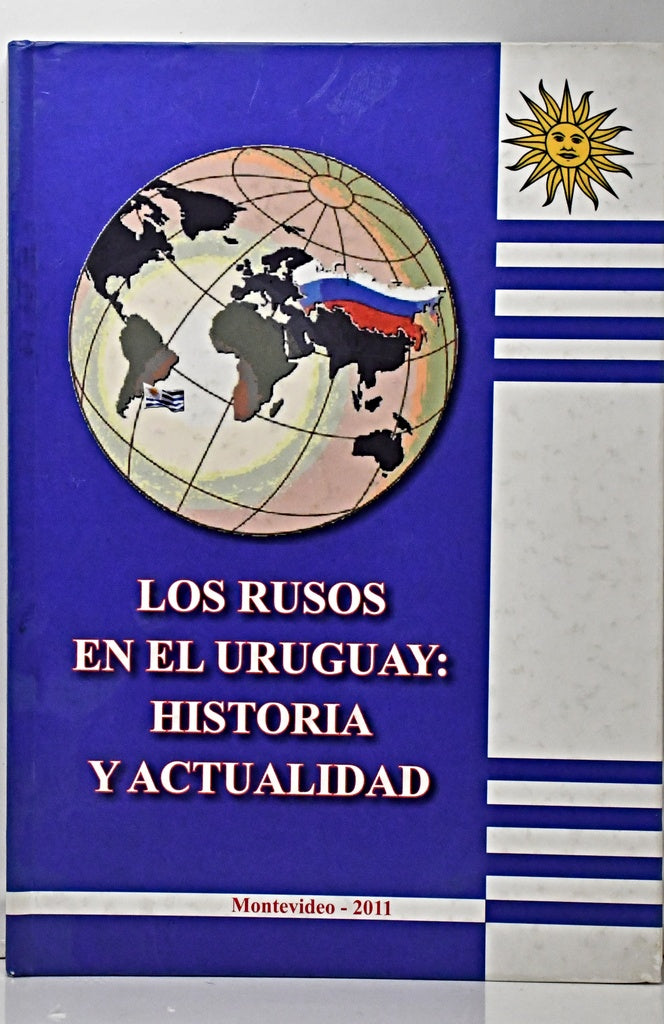 LOS RUSOS
EN EL URUGUAY:
HISTORIA
Y ACTUALIDAD
Montevideo - 2011